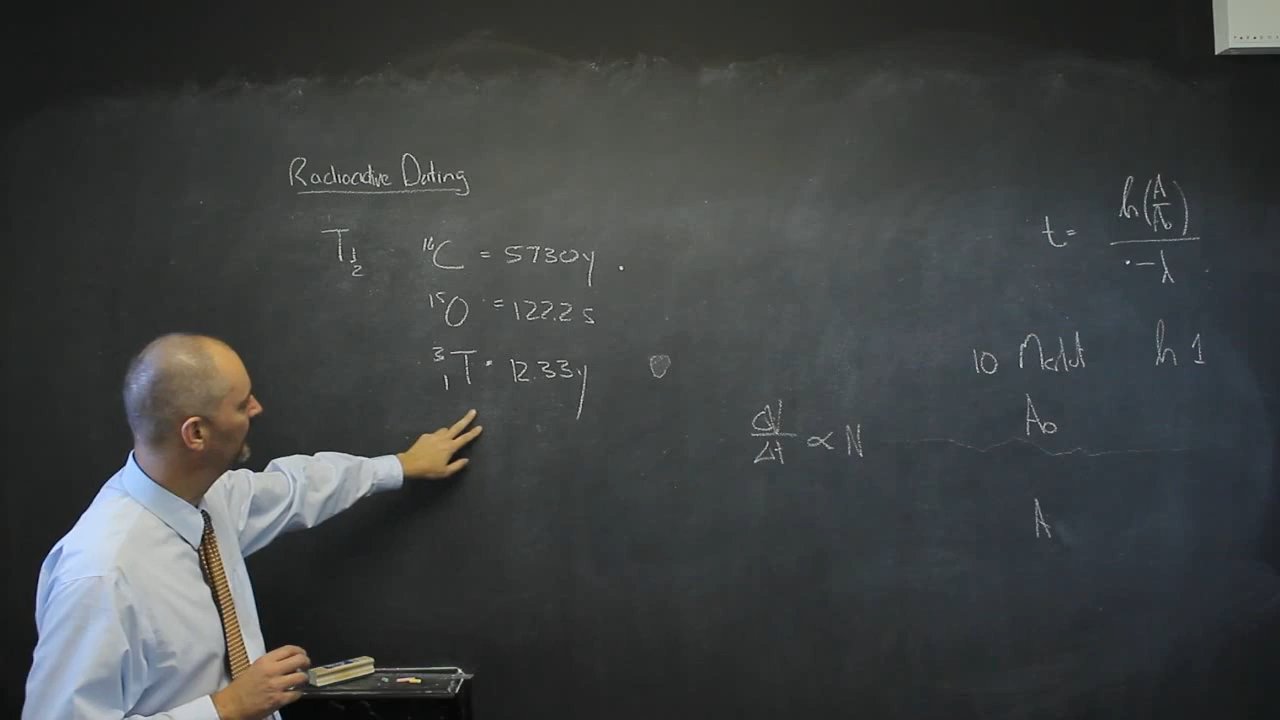 Radioactive Dating
T½ ¹⁴C = 5730y .
¹⁵O = 122.2 s
³₁T = 12.33y
t = ln(A/A₀) / -λ
10 ln 1
A₀
/Δt ∝ N
A